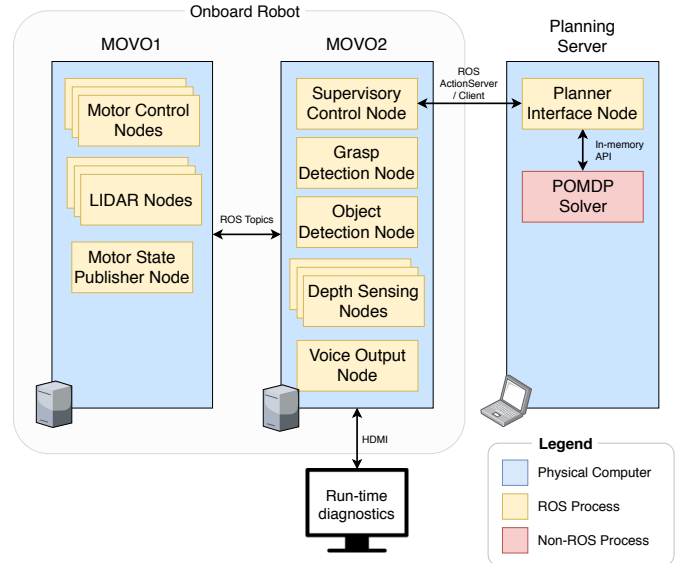 Onboard Robot
MOVO1
Motor Control
Nodes
LIDAR Nodes
Motor State
Publisher Node
ROS Topics
MOVO2
Supervisory
Control Node
Grasp
Detection Node
Object
Detection Node
Depth Sensing
Nodes
Voice Output
Node
ROS
ActionServer
/ Client
Planning
Server
Planner
Interface Node
In-memory
API
POMDP
Solver
HDMI
Run-time
diagnostics
Legend
Physical Computer
ROS Process
Non-ROS Process